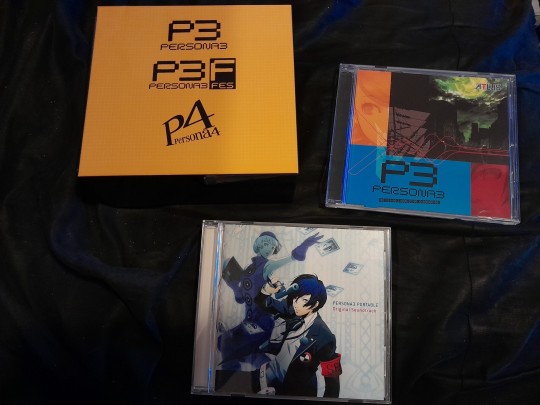 P3
PERSONA3
P3F
PERSONA3 FES
P4
Persona4
ATLUS
P3
PERSONA3
PERSONA3 PORTABLE
Original Soundtrack